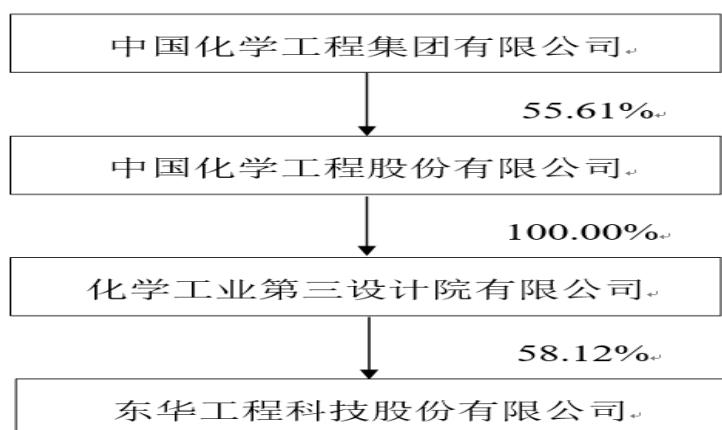 中国化学工程集团有限公司
55.61%
中国化学工程股份有限公司
100.00%
化学工业第三设计院有限公司
58.12%
东华工程科技股份有限公司